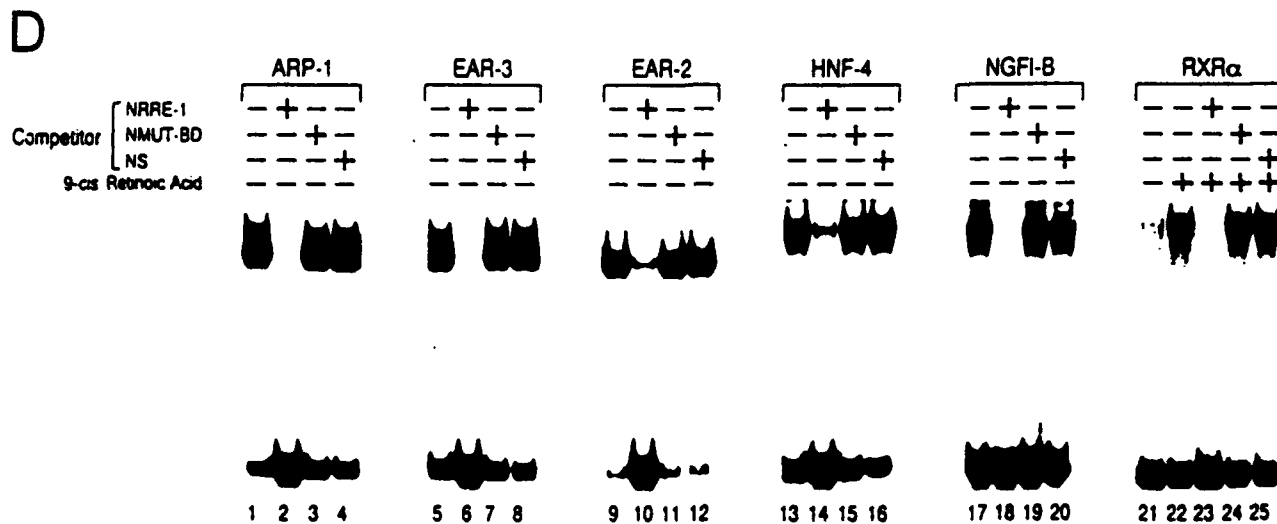 D
ARP-1 EAR-3 EAR-2 HNF-4 NGFI-B RXRα
NRRE-1 − + − − − + − − − + − − − + − − − + − − − − + − −
Competitor NMUT-BD − − + − − − + − − − + − − − + − − − + − − − − + −
NS − − − + − − − + − − − + − − − + − − − + − − − − +
9-cis Retinoic Acid − − − − − − − − − − − − − − − − − − − − − + + + +
1 2 3 4 5 6 7 8 9 10 11 12 13 14 15 16 17 18 19 20 21 22 23 24 25